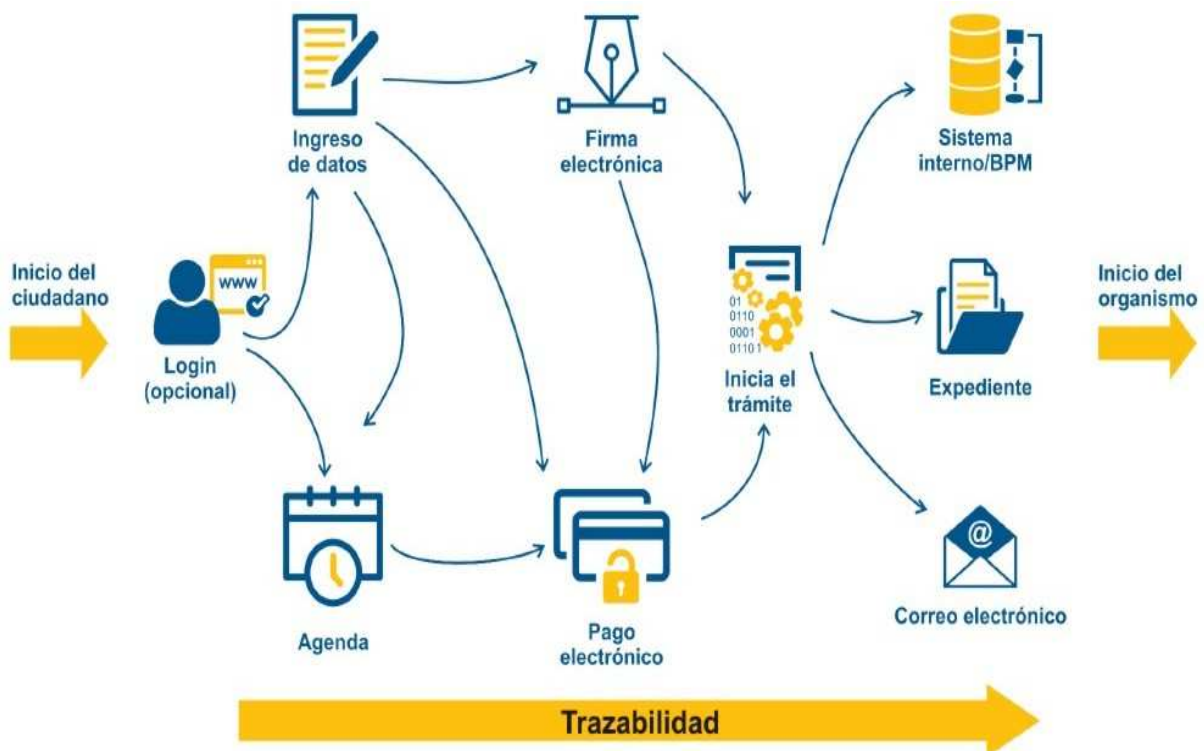 Ingreso
de datos
Firma
electrónica
Sistema
interno/BPM
Inicio del
ciudadano
www
Login
(opcional)
01
0110
0001
01101
Inicia el
trámite
Expediente
Inicio del
organismo
Agenda
Pago
electrónico
@
Correo electrónico
Trazabilidad